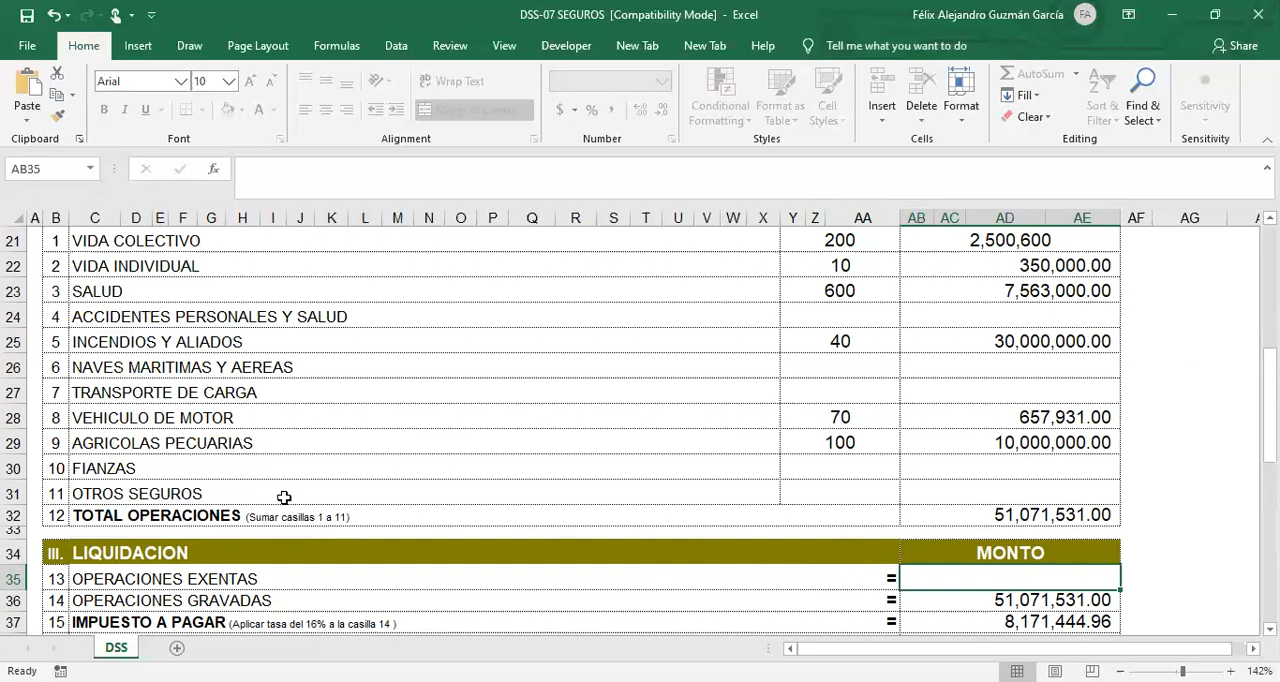 DSS-07 SEGUROS [Compatibility Mode] - Excel
Félix Alejandro Guzmán García
FA
File Home Insert Draw Page Layout Formulas Data Review View Developer New Tab New Tab Help Tell me what you want to do Share
Paste
Arial 10
B I U
Wrap Text
Merge & Center
$ % ,
Conditional Formatting
Format as Table
Cell Styles
Insert Delete Format
AutoSum
Fill
Clear
Sort & Filter
Find & Select
Sensitivity
Clipboard Font Alignment Number Styles Cells Editing Sensitivity
AB35 fx
A B C D E F G H I J K L M N O P Q R S T U V W X Y Z AA AB AC AD AE AF AG
21 1 VIDA COLECTIVO 200 2,500,600
22 2 VIDA INDIVIDUAL 10 350,000.00
23 3 SALUD 600 7,563,000.00
24 4 ACCIDENTES PERSONALES Y SALUD
25 5 INCENDIOS Y ALIADOS 40 30,000,000.00
26 6 NAVES MARITIMAS Y AEREAS
27 7 TRANSPORTE DE CARGA
28 8 VEHICULO DE MOTOR 70 657,931.00
29 9 AGRICOLAS PECUARIAS 100 10,000,000.00
30 10 FIANZAS
31 11 OTROS SEGUROS
32 12 TOTAL OPERACIONES (Sumar casillas 1 a 11) 51,071,531.00
33
34 III. LIQUIDACION MONTO
35 13 OPERACIONES EXENTAS =
36 14 OPERACIONES GRAVADAS = 51,071,531.00
37 15 IMPUESTO A PAGAR (Aplicar tasa del 16% a la casilla 14 ) = 8,171,444.96
DSS
Ready 142%